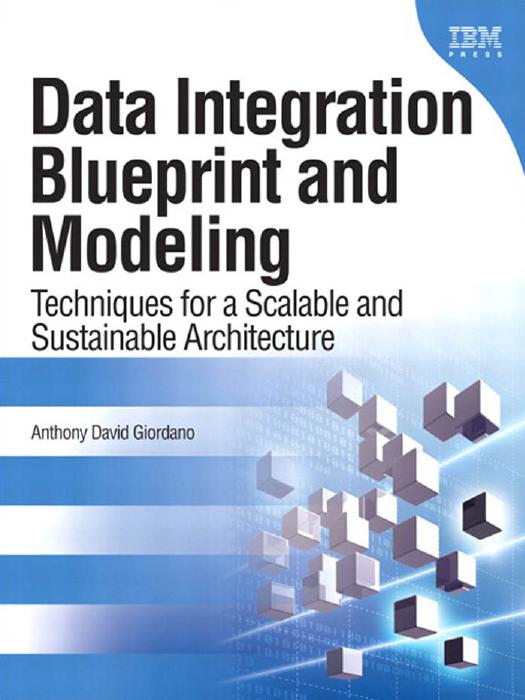 IBM
PRESS
Data Integration
Blueprint and
Modeling
Techniques for a Scalable and
Sustainable Architecture
Anthony David Giordano